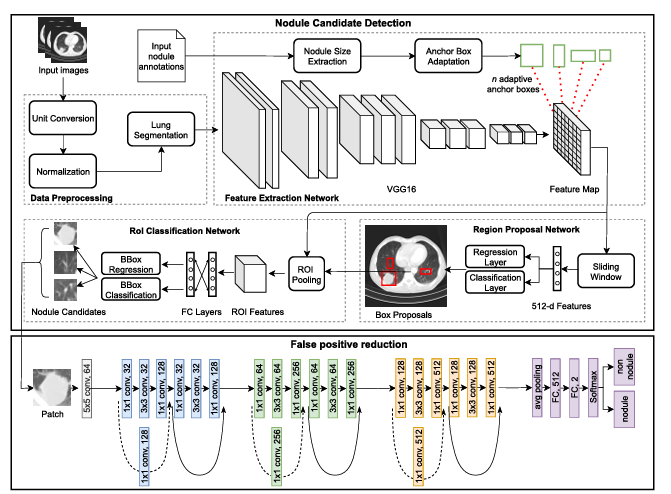 Nodule Candidate Detection
Input images
Input
nodule
annotations
Nodule Size
Extraction
Anchor Box
Adaptation
n adaptive
anchor boxes
Unit Conversion
Normalization
Lung
Segmentation
Data Preprocessing
Feature Extraction Network
VGG16
Feature Map
RoI Classification Network
BBox
Regression
BBox
Classification
Nodule Candidates
FC Layers
ROI Features
ROI
Pooling
Region Proposal Network
Box Proposals
Regression
Layer
Classification
Layer
512-d Features
Sliding
Window
False positive reduction
Patch
5x5 conv, 64
1x1 conv, 32
3x3 conv, 32
1x1 conv, 128
1x1 conv, 32
3x3 conv, 32
1x1 conv, 128
1x1 conv, 128
1x1 conv, 64
3x3 conv, 64
1x1 conv, 256
1x1 conv, 64
3x3 conv, 64
1x1 conv, 256
1x1 conv, 256
1x1 conv, 128
3x3 conv, 128
1x1 conv, 512
1x1 conv, 128
3x3 conv, 128
1x1 conv, 512
1x1 conv, 512
avg pooling
FC, 512
FC, 2
Softmax
non
nodule
nodule